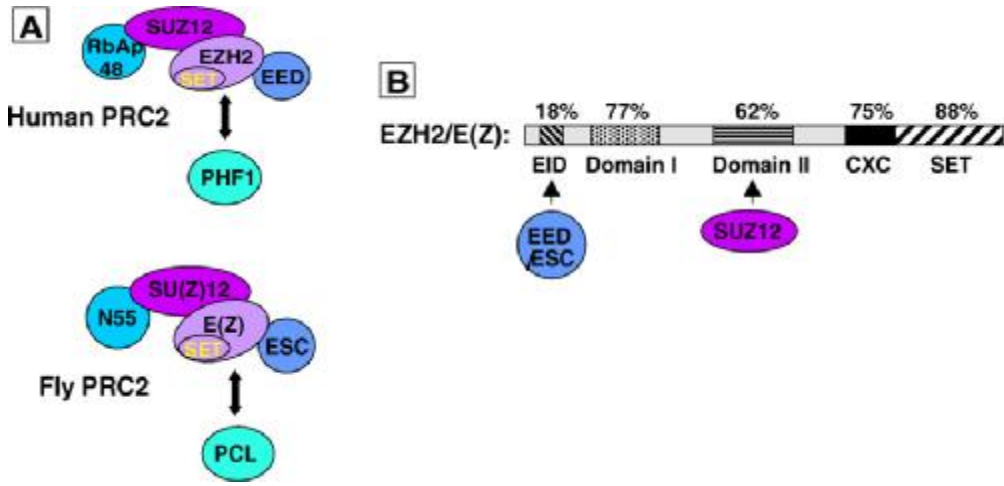 A
SUZ12
RbAp
48
EZH2
SET
EED
Human PRC2
PHF1
SU(Z)12
N55
E(Z)
SET
ESC
Fly PRC2
PCL
B
18% 77% 62% 75% 88%
EZH2/E(Z):
EID Domain I Domain II CXC SET
EED
/ESC
SUZ12